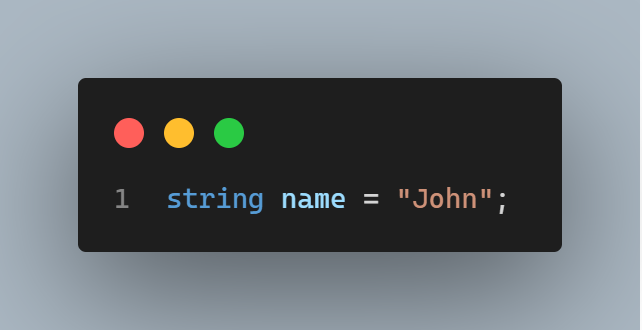 1 string name = "John";